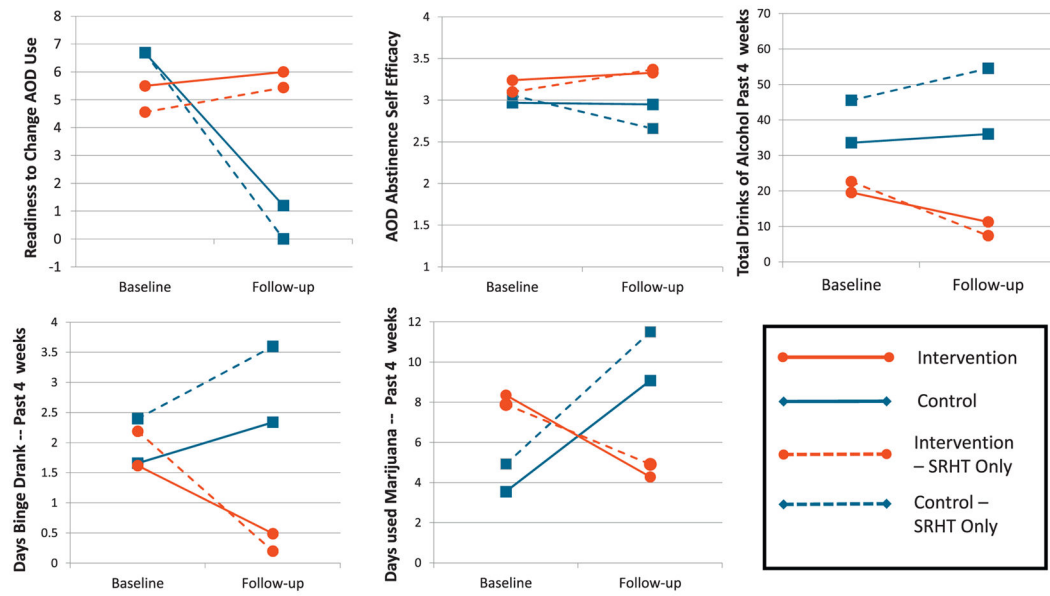 Readiness to Change AOD Use
8
7
6
5
4
3
2
1
0
-1
Baseline
Follow-up
AOD Abstinence Self Efficacy
4
3.5
3
2.5
2
1.5
1
Baseline
Follow-up
Total Drinks of Alcohol Past 4 weeks
70
60
50
40
30
20
10
0
Baseline
Follow-up
Days Binge Drank -- Past 4 weeks
4
3.5
3
2.5
2
1.5
1
0.5
0
Baseline
Follow-up
Days used Marijuana -- Past 4 weeks
12
10
8
6
4
2
0
Baseline
Follow-up
Intervention
Control
Intervention
– SRHT Only
Control –
SRHT Only